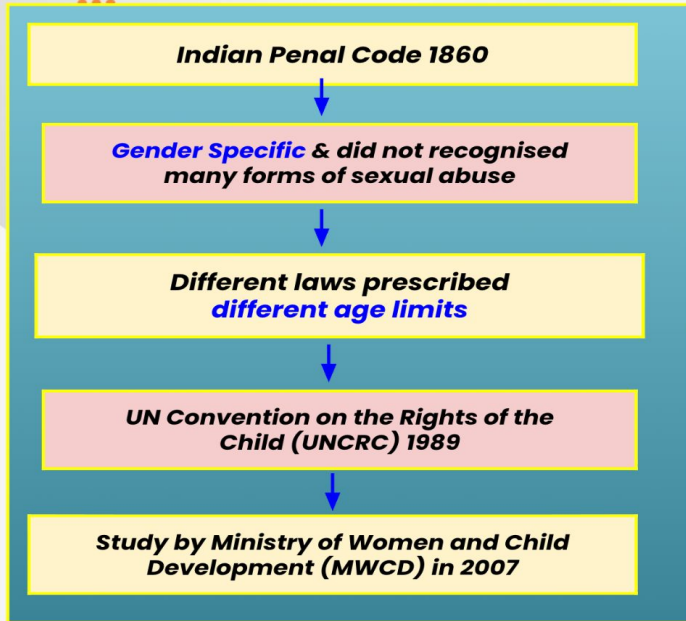 Indian Penal Code 1860
Gender Specific & did not recognised
many forms of sexual abuse
Different laws prescribed
different age limits
UN Convention on the Rights of the
Child (UNCRC) 1989
Study by Ministry of Women and Child
Development (MWCD) in 2007